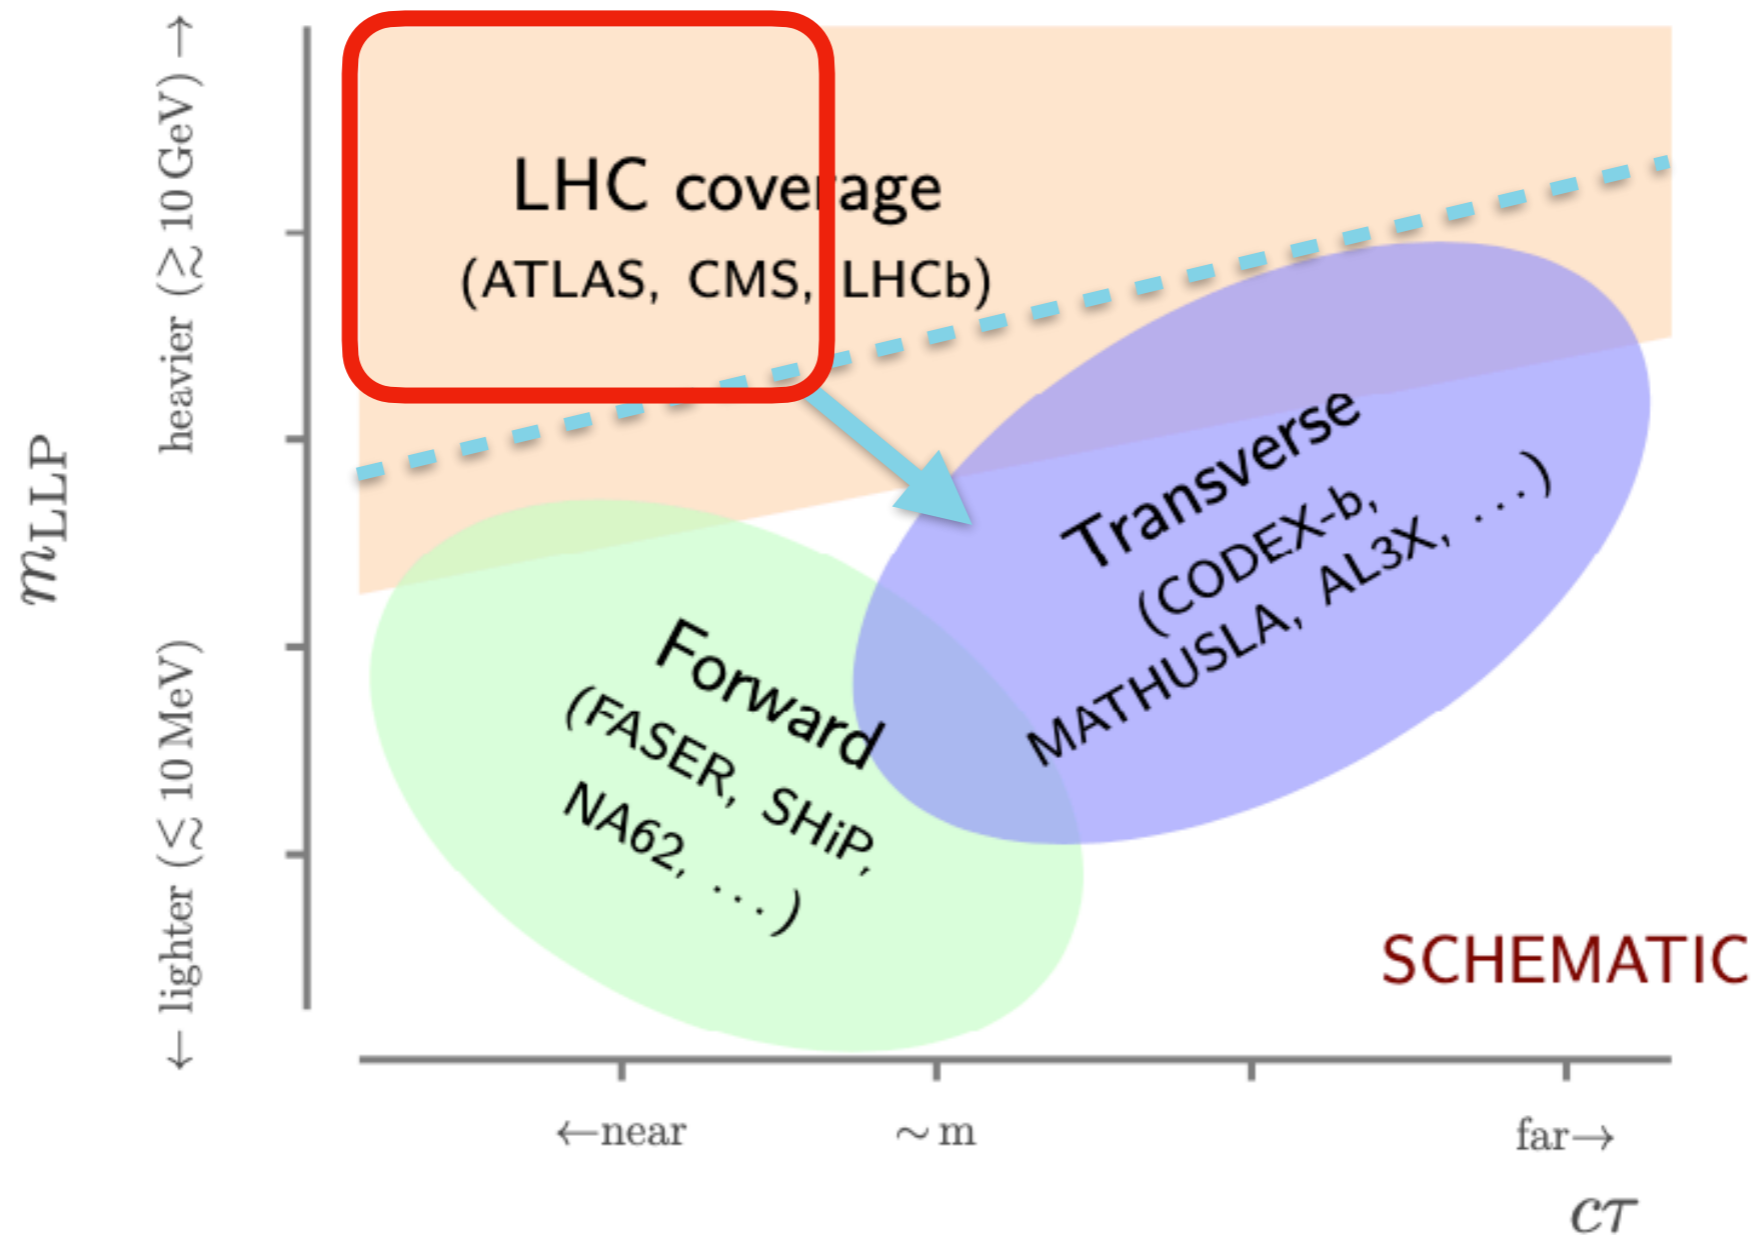 LHC coverage
(ATLAS, CMS, LHCb)
Transverse
(CODEX-b,
MATHUSLA, AL3X, ...)
Forward
(FASER, SHiP,
NA62, ...)
SCHEMATIC
m_LLP
heavier (≳ 10 GeV) →
← lighter (≲ 10 MeV)
←near
∼ m
far→
cτ